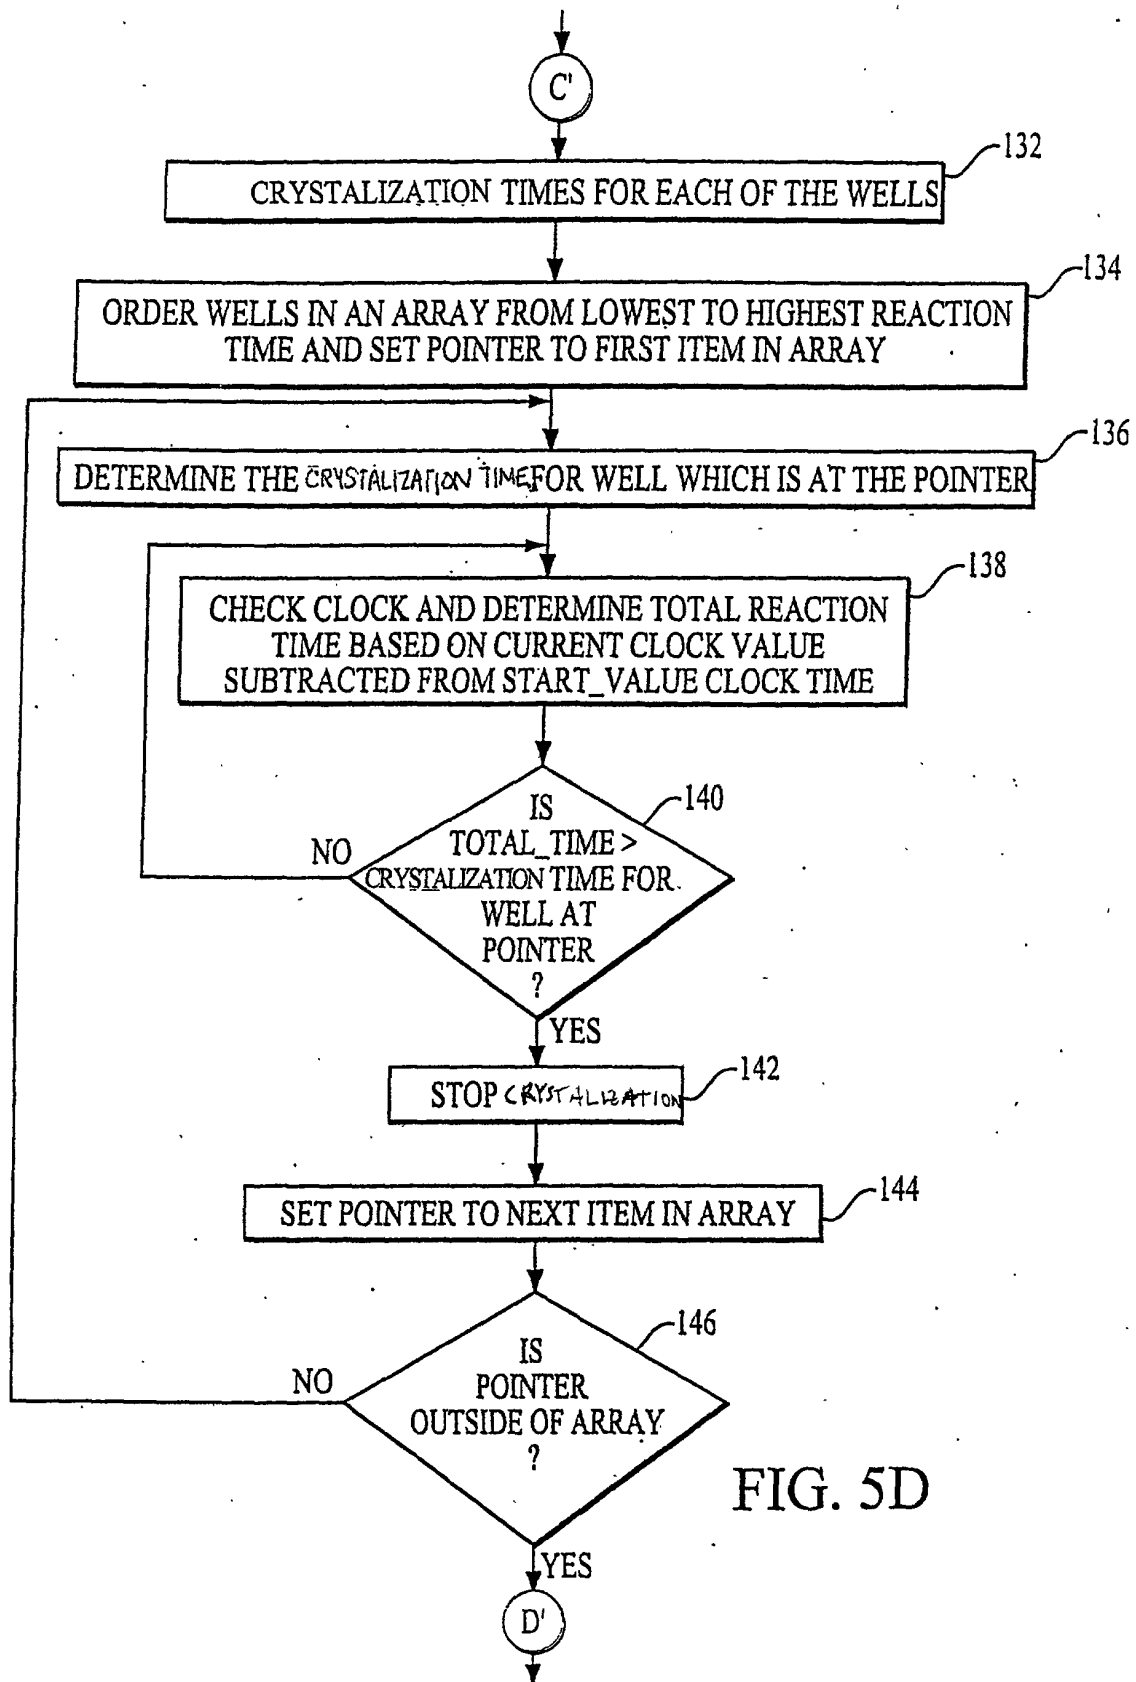 C'
132
CRYSTALIZATION TIMES FOR EACH OF THE WELLS
134
ORDER WELLS IN AN ARRAY FROM LOWEST TO HIGHEST REACTION
TIME AND SET POINTER TO FIRST ITEM IN ARRAY
136
DETERMINE THE CRYSTALIZATION TIME FOR WELL WHICH IS AT THE POINTER
138
CHECK CLOCK AND DETERMINE TOTAL REACTION
TIME BASED ON CURRENT CLOCK VALUE
SUBTRACTED FROM START_VALUE CLOCK TIME
140
IS
TOTAL_TIME >
CRYSTALIZATION TIME FOR
WELL AT
POINTER
?
NO
YES
142
STOP CRYSTALIZATION
144
SET POINTER TO NEXT ITEM IN ARRAY
146
IS
POINTER
OUTSIDE OF ARRAY
?
NO
YES
D'
FIG. 5D